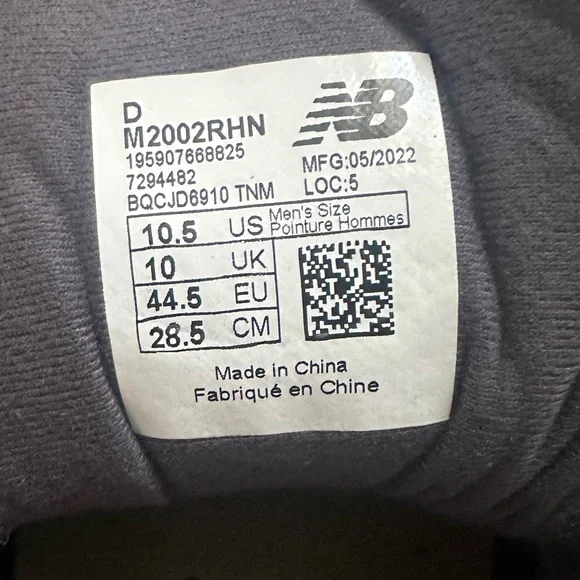 D
M2002RHN
195907668825
7294482
BQCJD6910 TNM
NB
MFG:05/2022
LOC:5
10.5 US Men's Size
Pointure Hommes
10 UK
44.5 EU
28.5 CM
Made in China
Fabriqué en Chine